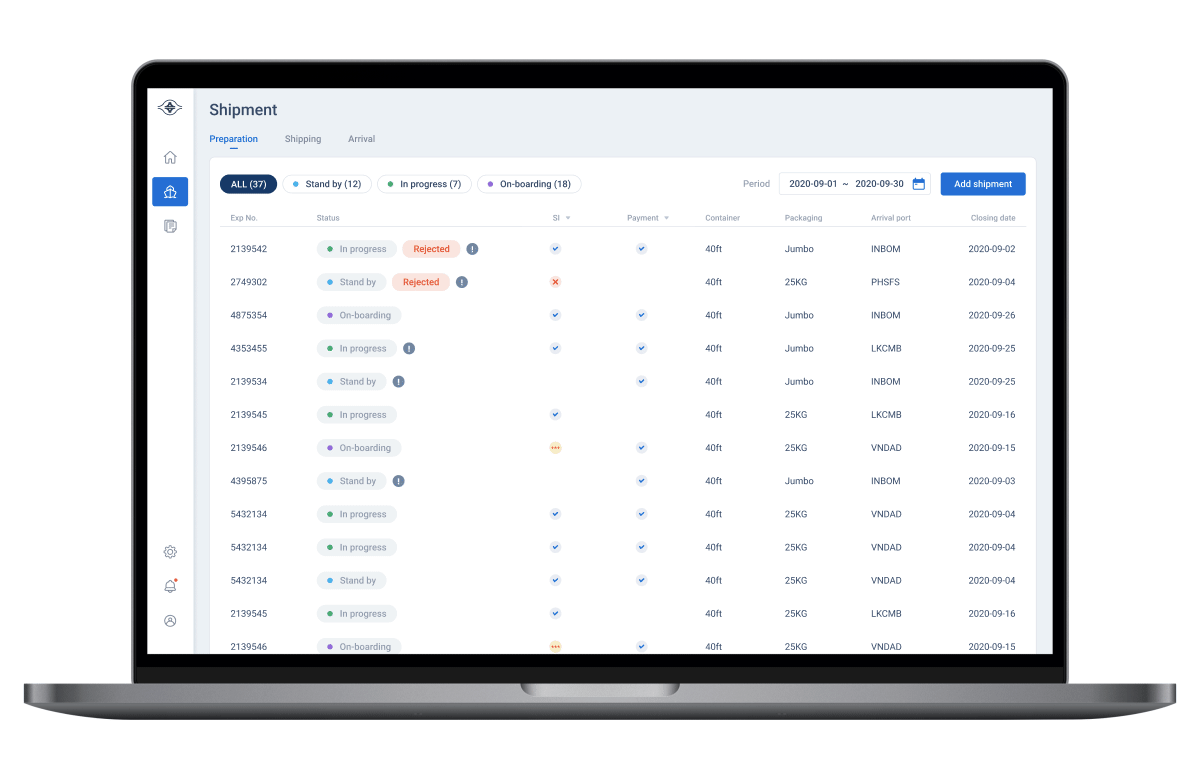 Shipment
Preparation Shipping Arrival
ALL (37) Stand by (12) In progress (7) On-boarding (18) Period 2020-09-01 ~ 2020-09-30 Add shipment
Exp No. Status SI Payment Container Packaging Arrival port Closing date
2139542 In progress Rejected ! 40ft Jumbo INBOM 2020-09-02
2749302 Stand by Rejected ! 40ft 25KG PHSFS 2020-09-04
4875354 On-boarding 40ft Jumbo INBOM 2020-09-26
4353455 In progress ! 40ft Jumbo LKCMB 2020-09-25
2139534 Stand by ! 40ft Jumbo INBOM 2020-09-25
2139545 In progress 40ft 25KG LKCMB 2020-09-16
2139546 On-boarding 40ft 25KG VNDAD 2020-09-15
4395875 Stand by ! 40ft Jumbo INBOM 2020-09-03
5432134 In progress 40ft 25KG VNDAD 2020-09-04
5432134 In progress 40ft 25KG VNDAD 2020-09-04
5432134 Stand by 40ft 25KG VNDAD 2020-09-04
2139545 In progress 40ft 25KG LKCMB 2020-09-16
2139546 On-boarding 40ft 25KG VNDAD 2020-09-15